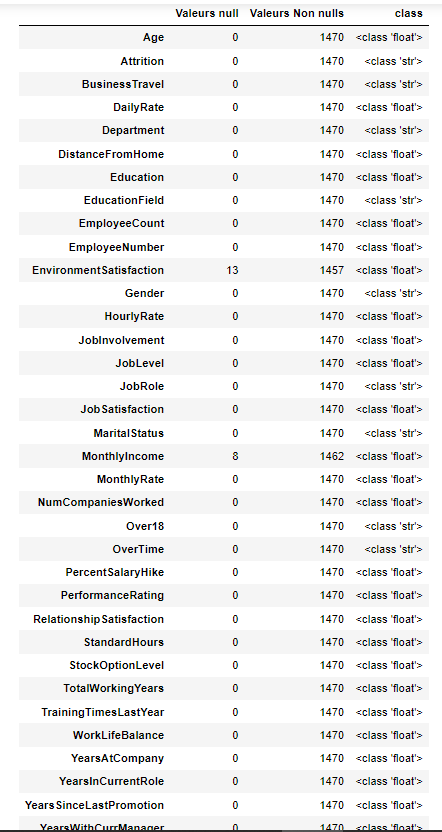 Valeurs null Valeurs Non nulls class
Age 0 1470 <class 'float'>
Attrition 0 1470 <class 'str'>
BusinessTravel 0 1470 <class 'str'>
DailyRate 0 1470 <class 'float'>
Department 0 1470 <class 'str'>
DistanceFromHome 0 1470 <class 'float'>
Education 0 1470 <class 'float'>
EducationField 0 1470 <class 'str'>
EmployeeCount 0 1470 <class 'float'>
EmployeeNumber 0 1470 <class 'float'>
EnvironmentSatisfaction 13 1457 <class 'float'>
Gender 0 1470 <class 'str'>
HourlyRate 0 1470 <class 'float'>
JobInvolvement 0 1470 <class 'float'>
JobLevel 0 1470 <class 'float'>
JobRole 0 1470 <class 'str'>
JobSatisfaction 0 1470 <class 'float'>
MaritalStatus 0 1470 <class 'str'>
MonthlyIncome 8 1462 <class 'float'>
MonthlyRate 0 1470 <class 'float'>
NumCompaniesWorked 0 1470 <class 'float'>
Over18 0 1470 <class 'str'>
OverTime 0 1470 <class 'str'>
PercentSalaryHike 0 1470 <class 'float'>
PerformanceRating 0 1470 <class 'float'>
RelationshipSatisfaction 0 1470 <class 'float'>
StandardHours 0 1470 <class 'float'>
StockOptionLevel 0 1470 <class 'float'>
TotalWorkingYears 0 1470 <class 'float'>
TrainingTimesLastYear 0 1470 <class 'float'>
WorkLifeBalance 0 1470 <class 'float'>
YearsAtCompany 0 1470 <class 'float'>
YearsInCurrentRole 0 1470 <class 'float'>
YearsSinceLastPromotion 0 1470 <class 'float'>
YearsWithCurrManager 0 1470 <class 'float'>